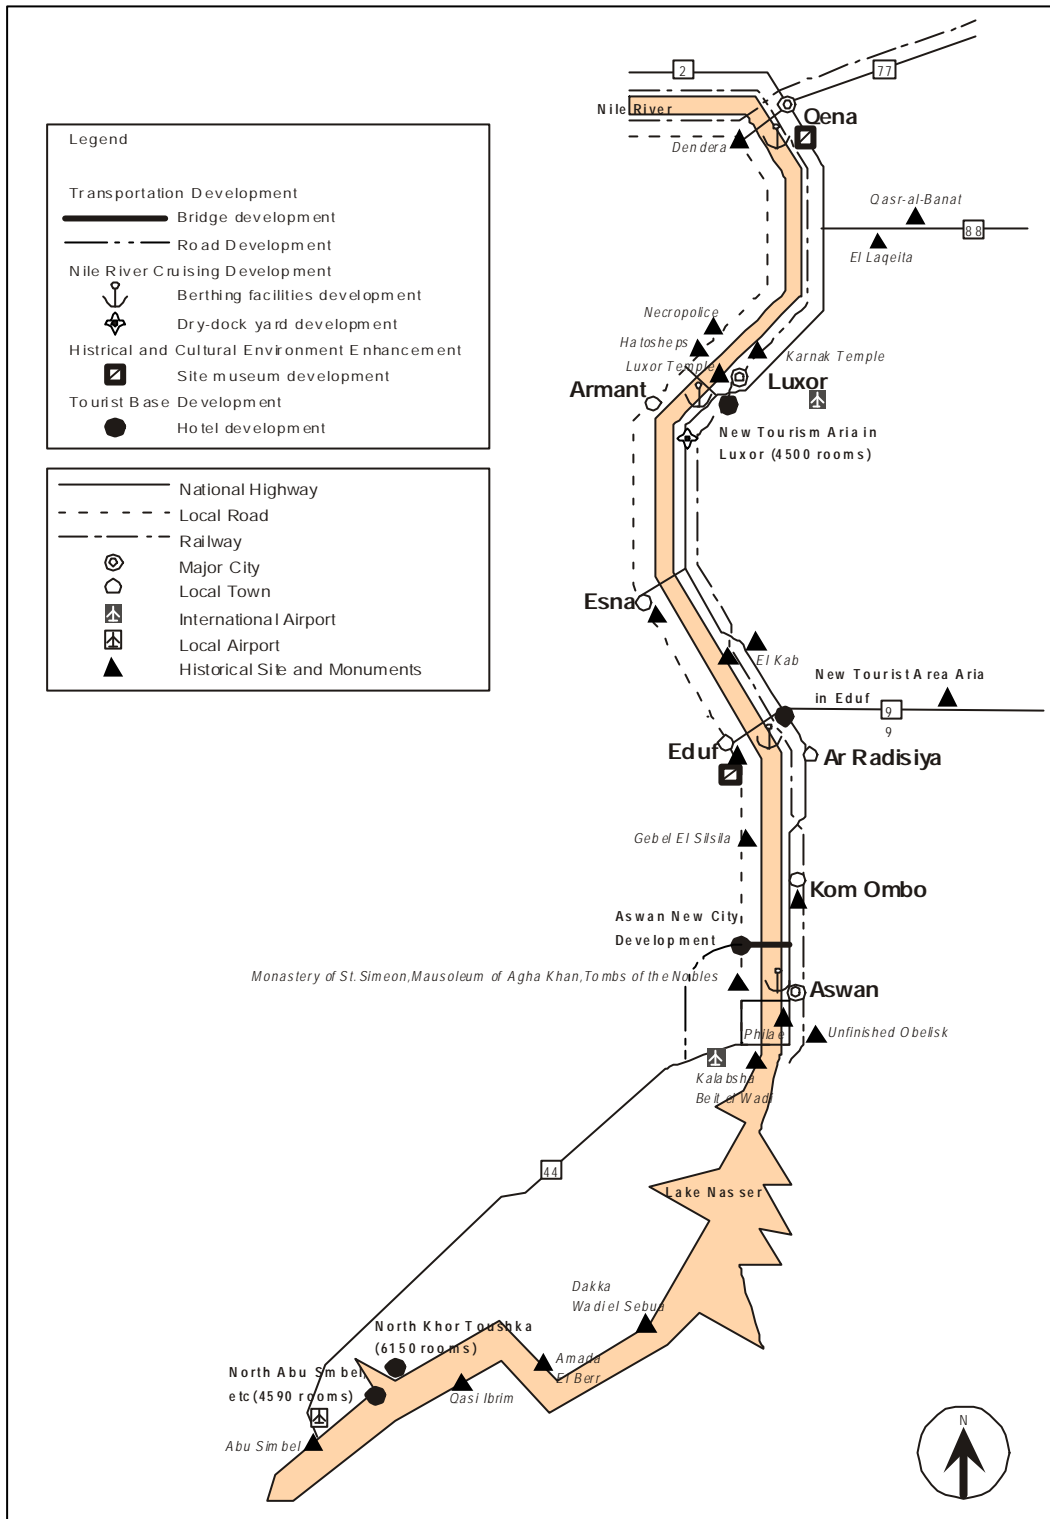 2
77
Nile River
Qena
Dendera
Legend
Transportation Development
Bridge development
Road Development
Nile River Cruising Development
Berthing facilities development
Dry-dock yard development
Histrical and Cultural Environment Enhancement
Site museum development
Tourist Base Development
Hotel development
National Highway
Local Road
Railway
Major City
Local Town
International Airport
Local Airport
Historical Site and Monuments
Qasr-al-Banat
88
El Laqeita
Necropolice
Hatosheps
Karnak Temple
Luxor Temple
Luxor
Armant
New Tourism Aria in
Luxor (4500 rooms)
Esna
El Kab
New Tourist Area Aria
in Eduf
9
9
Eduf
Ar Radisiya
Gebel El Silsila
Kom Ombo
Aswan New City
Development
Monastery of St.Simeon,Mausoleum of Agha Khan,Tombs of the Nobles
Aswan
Philae
Unfinished Obelisk
Kalabsha
Beit el Wadi
44
Lake Nasser
Dakka
Wadiel Sebua
North Khor Toushka
(6150 rooms)
Amada
El Berr
North Abu Smbel,
etc(4590 rooms)
Qasi Ibrim
Abu Simbel
N